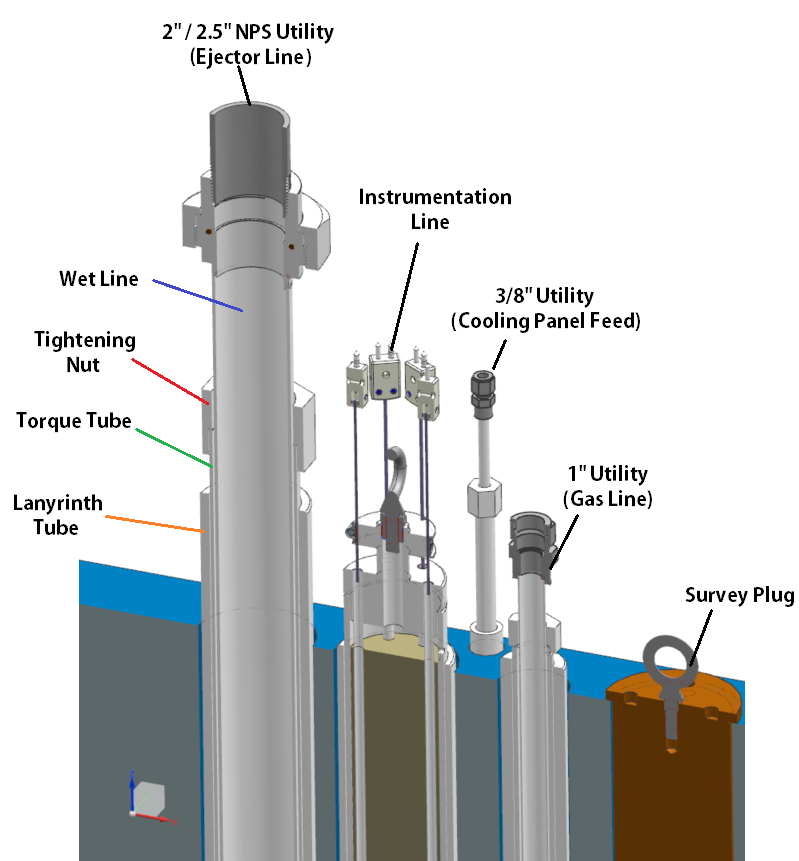 2" / 2.5" NPS Utility
(Ejector Line)
Instrumentation
Line
Wet Line
3/8" Utility
(Cooling Panel Feed)
Tightening
Nut
Torque Tube
1" Utility
(Gas Line)
Lanyrinth
Tube
Survey Plug